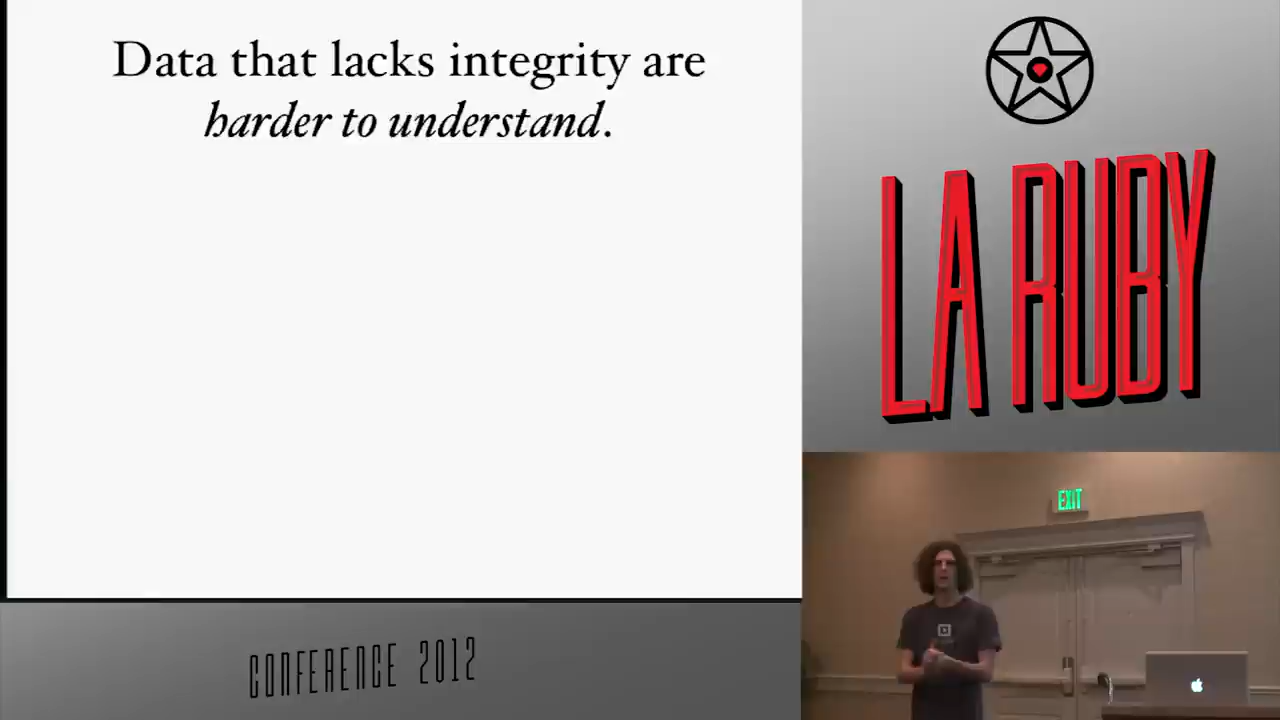 Data that lacks integrity are
harder to understand.
LA RUBY
EXIT
CONFERENCE 2012